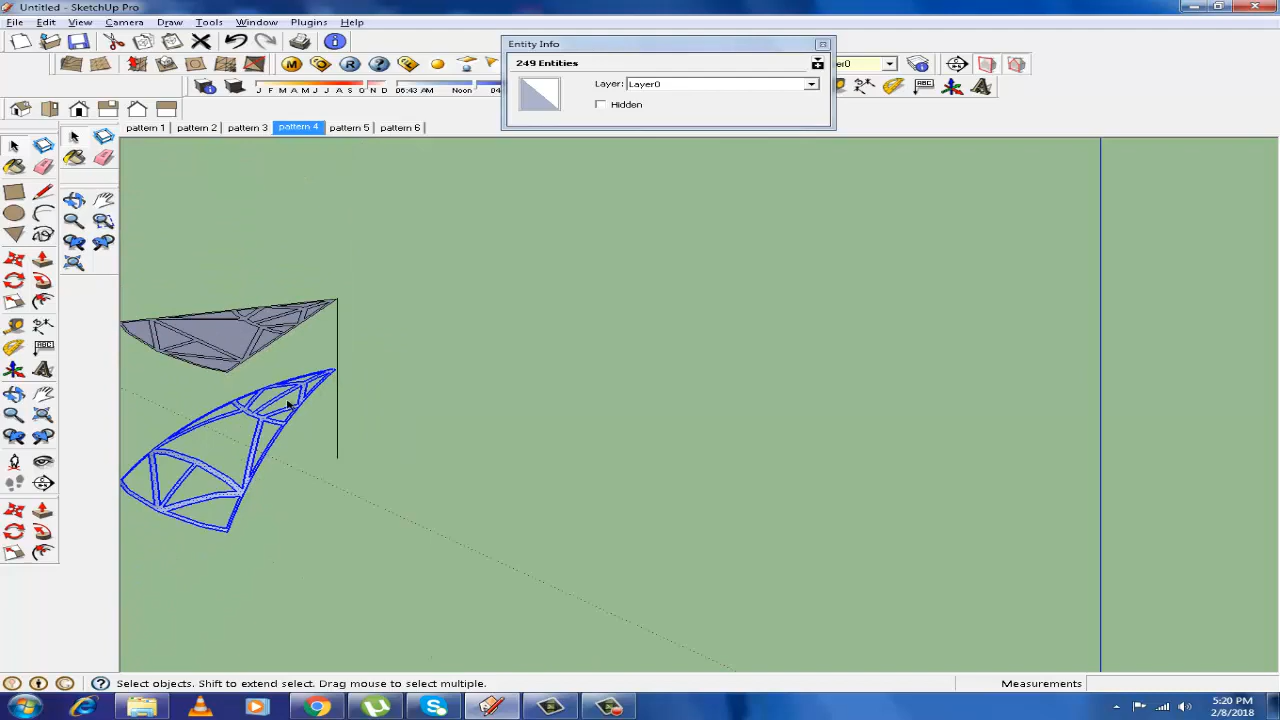 Untitled - SketchUp Pro
File Edit Camera Draw Tools Window Plugins Help
Entity Info
249 Entities
Layer: Layer0
Hidden
J F M A M J J A S O N D 06:43 AM Noon
pattern 1 pattern 2 pattern 3 pattern 4 pattern 5 pattern 6
Select objects. Shift to extend select. Drag mouse to select multiple.
Measurements
5:20 PM
2/8/2018